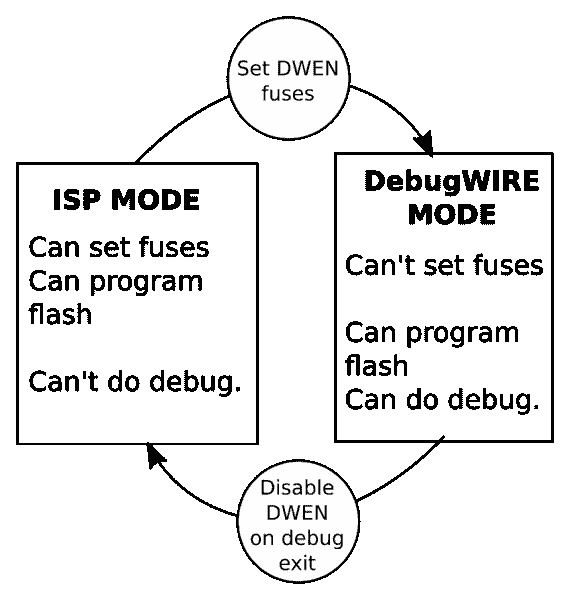 Set DWEN
fuses
ISP MODE
Can set fuses
Can program
flash
Can't do debug.
DebugWIRE
MODE
Can't set fuses
Can program
flash
Can do debug.
Disable
DWEN
on debug
exit